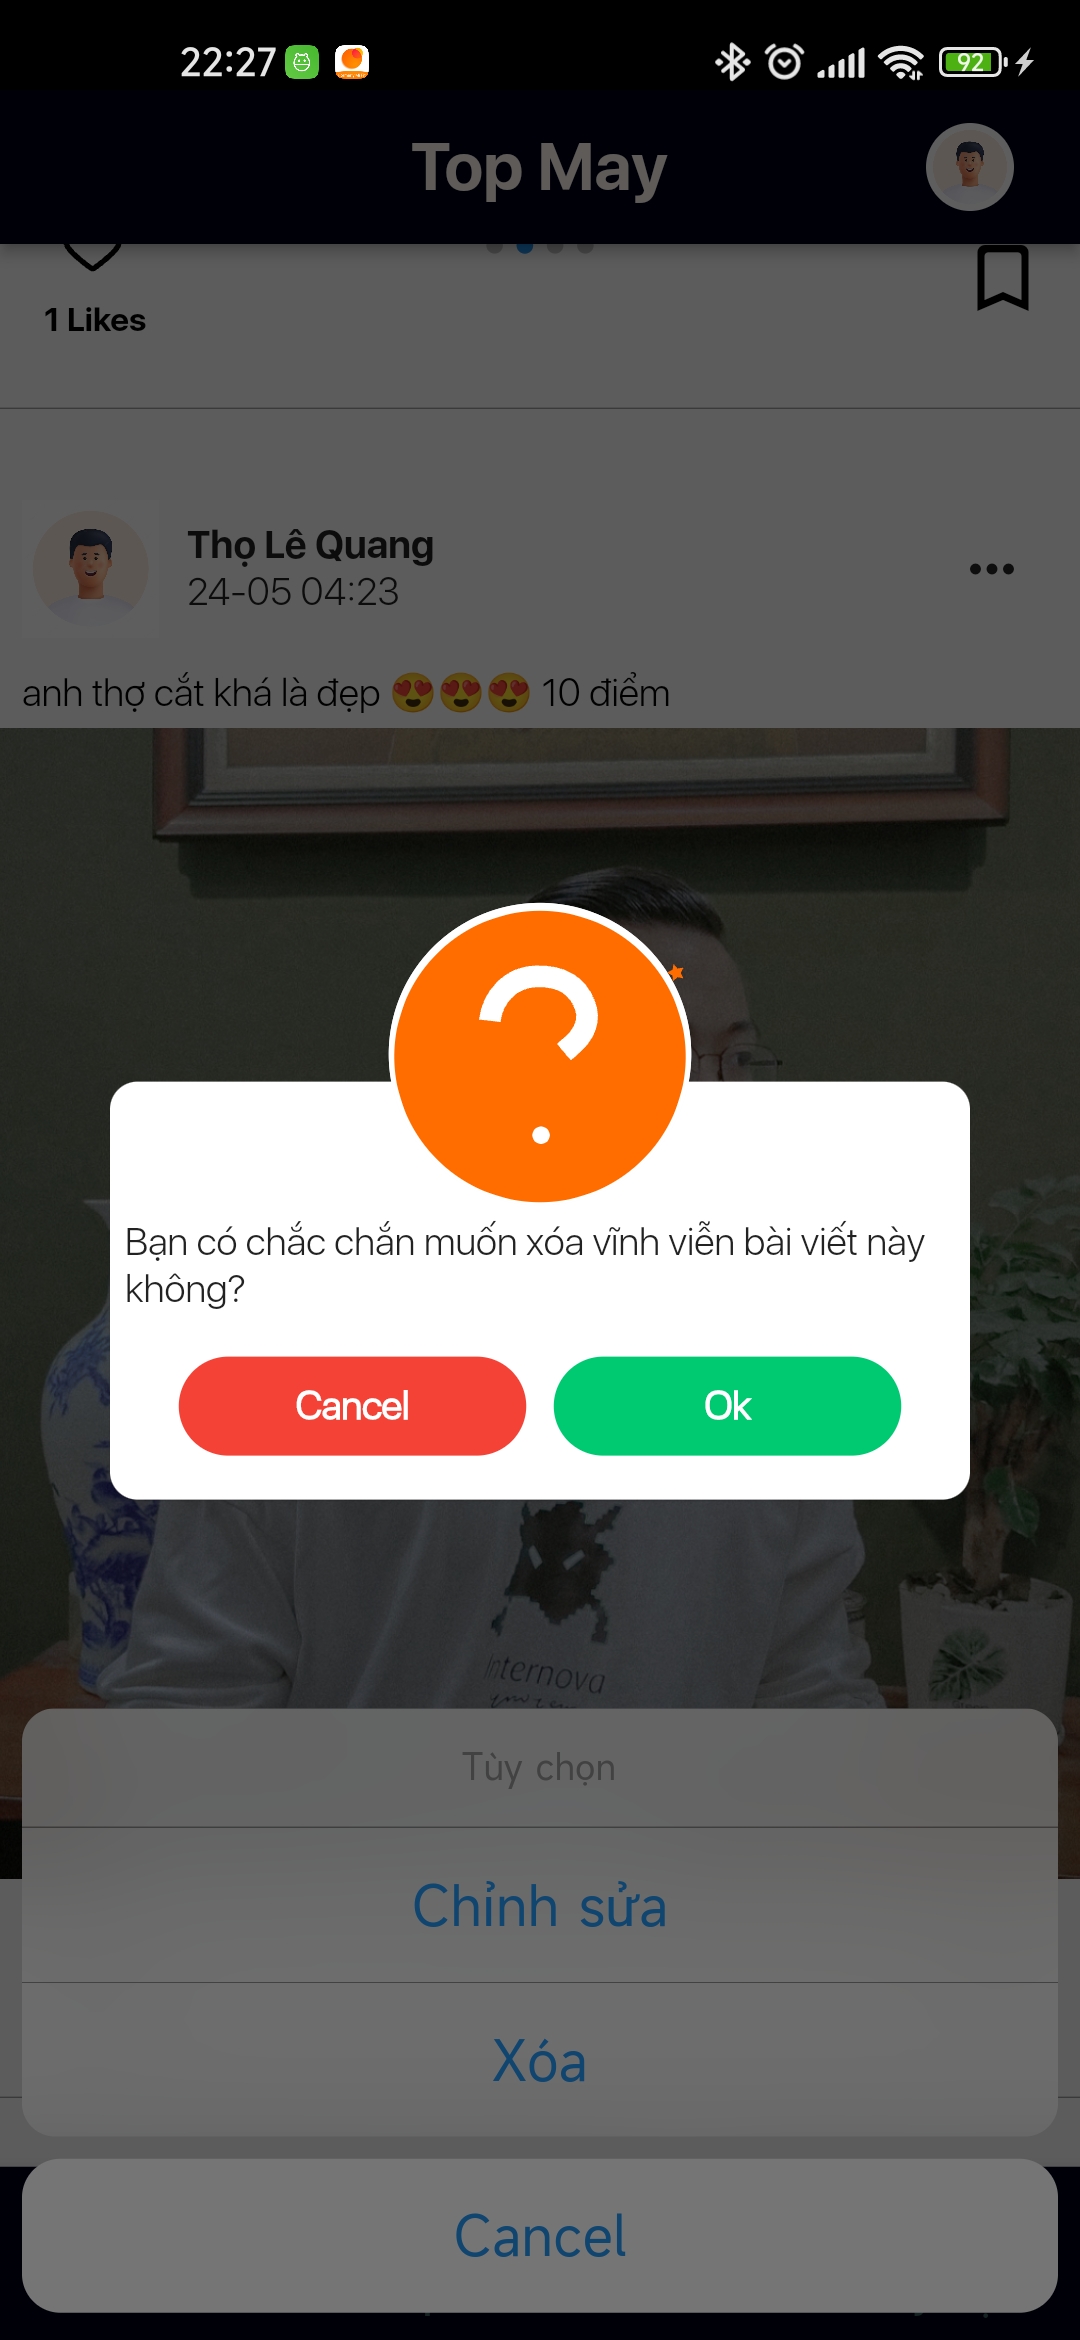 22:27
92
Top May
1 Likes
Thọ Lê Quang
24-05 04:23
anh thợ cắt khá là đẹp 😍😍😍 10 điểm
Bạn có chắc chắn muốn xóa vĩnh viễn bài viết này
không?
Cancel
Ok
Internova
Tùy chọn
Chỉnh sửa
Xóa
Cancel